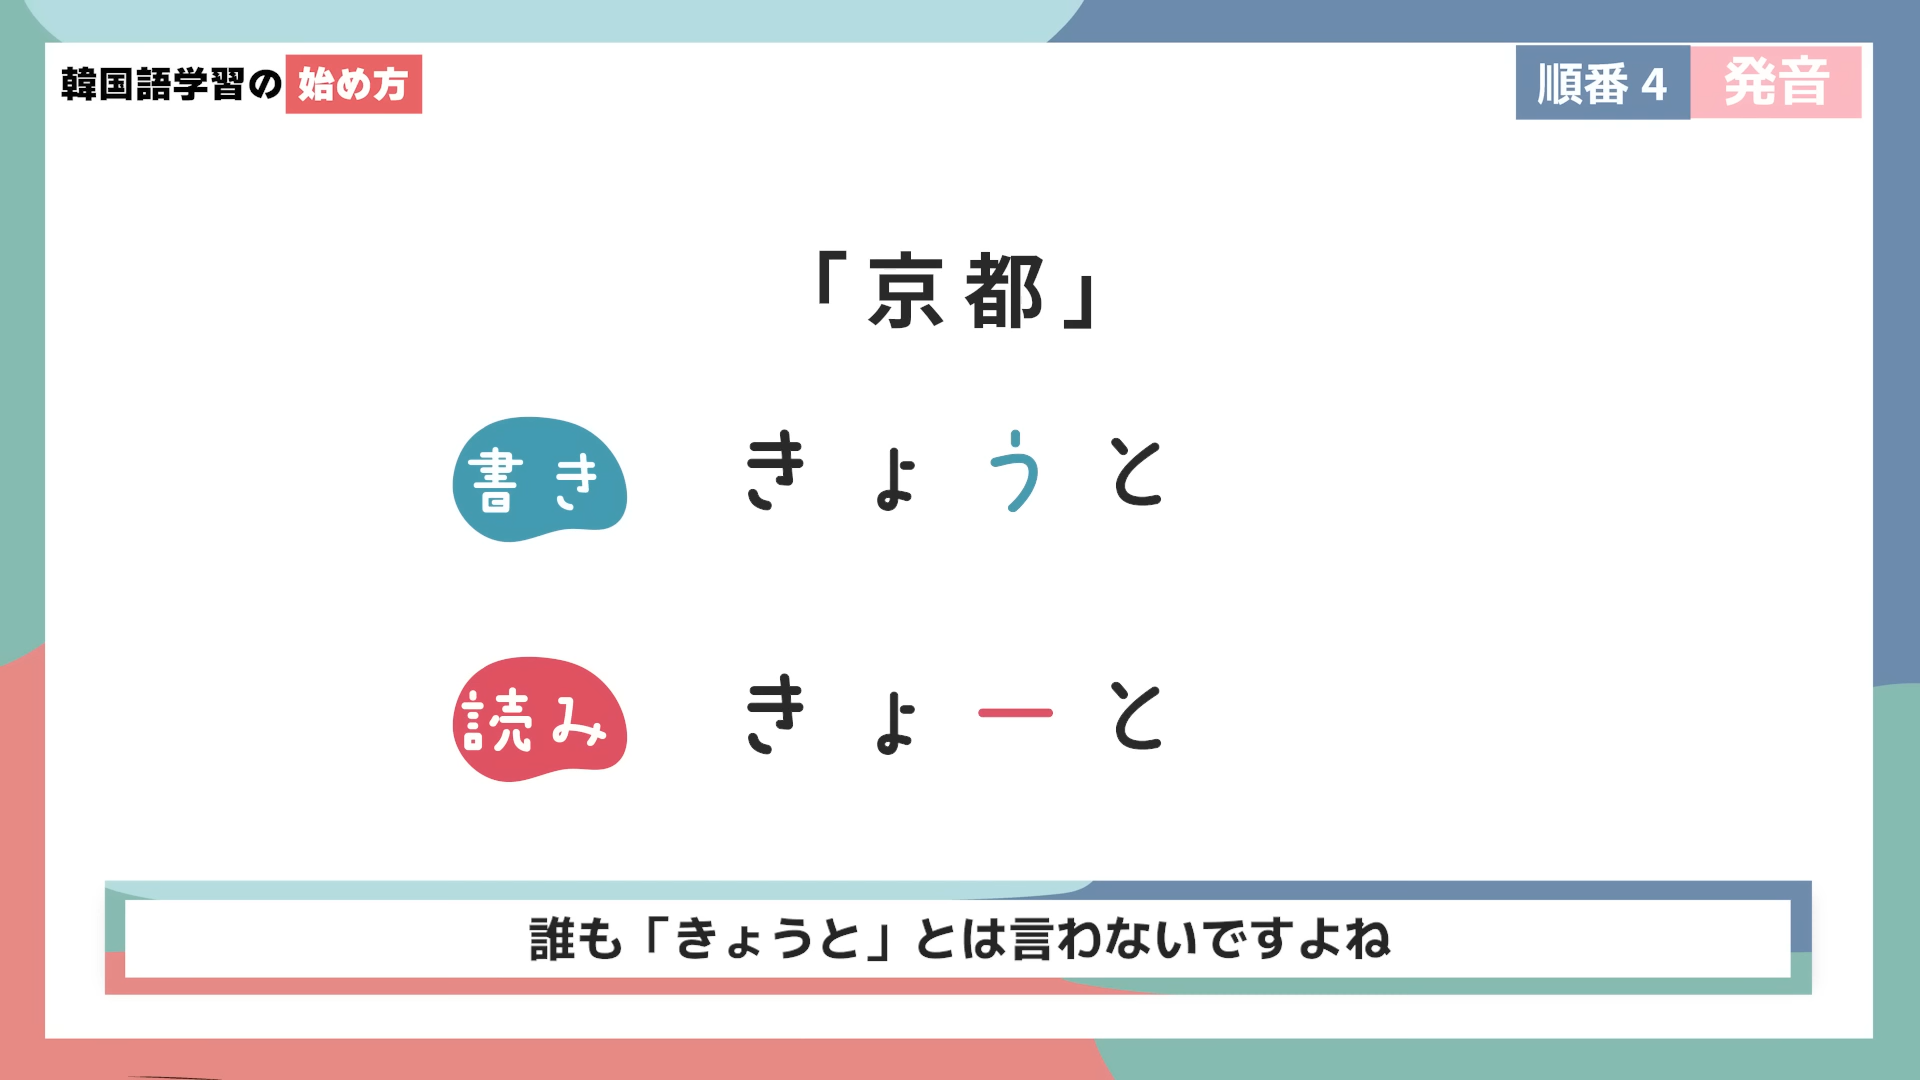 韓国語学習の 始め方
順番 4 発音
「京都」
書き きょうと
読み きょーと
誰も「きょうと」とは言わないですよね